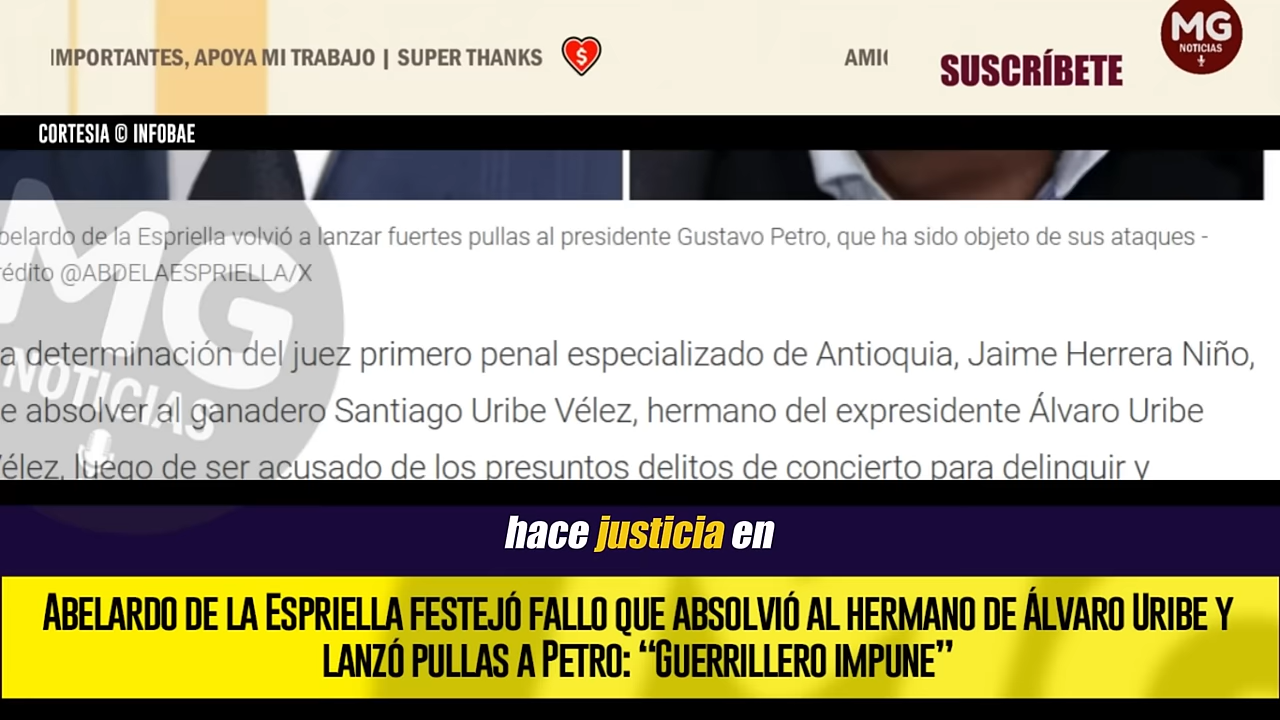 IMPORTANTES, APOYA MI TRABAJO | SUPER THANKS
SUSCRÍBETE
MG
NOTICIAS
CORTESIA © INFOBAE
belardo de la Espriella volvió a lanzar fuertes pullas al presidente Gustavo Petro, que ha sido objeto de sus ataques -
rédito @ABDELAESPRIELLA/X
MG
NOTICIAS
a determinación del juez primero penal especializado de Antioquia, Jaime Herrera Niño,
e absolver al ganadero Santiago Uribe Vélez, hermano del expresidente Álvaro Uribe
élez, luego de ser acusado de los presuntos delitos de concierto para delinquir y
hace justicia en
ABELARDO DE LA ESPRIELLA FESTEJÓ FALLO QUE ABSOLVIÓ AL HERMANO DE ÁLVARO URIBE Y
LANZÓ PULLAS A PETRO: “GUERRILLERO IMPUNE”